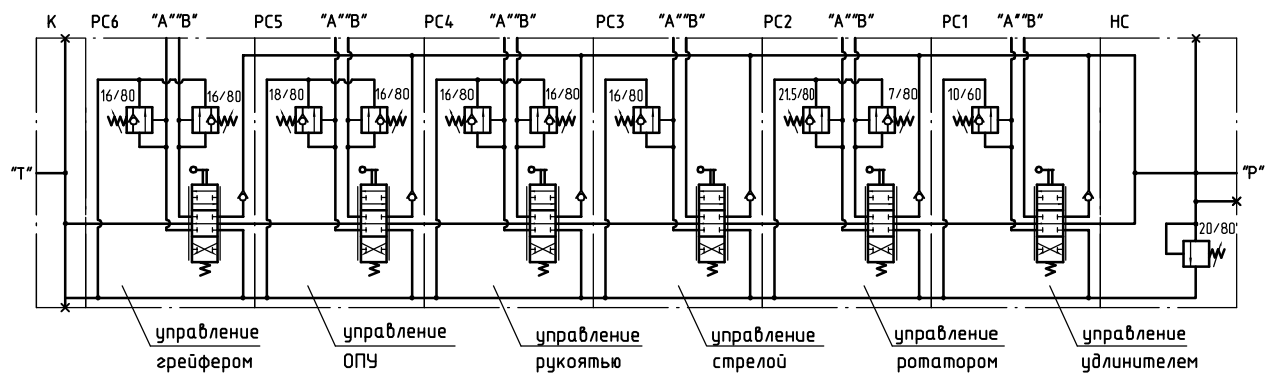 К РС6 "А" "В" РС5 "А" "В" РС4 "А" "В" РС3 "А" "В" РС2 "А" "В" РС1 "А" "В" НС
16/80 16/80 18/80 16/80 16/80 16/80 16/80 21.5/80 7/80 10/60
"Т" "Р"
20/80
управление управление управление управление управление управление
грейфером ОПУ рукоятью стрелой ротатором удлинителем